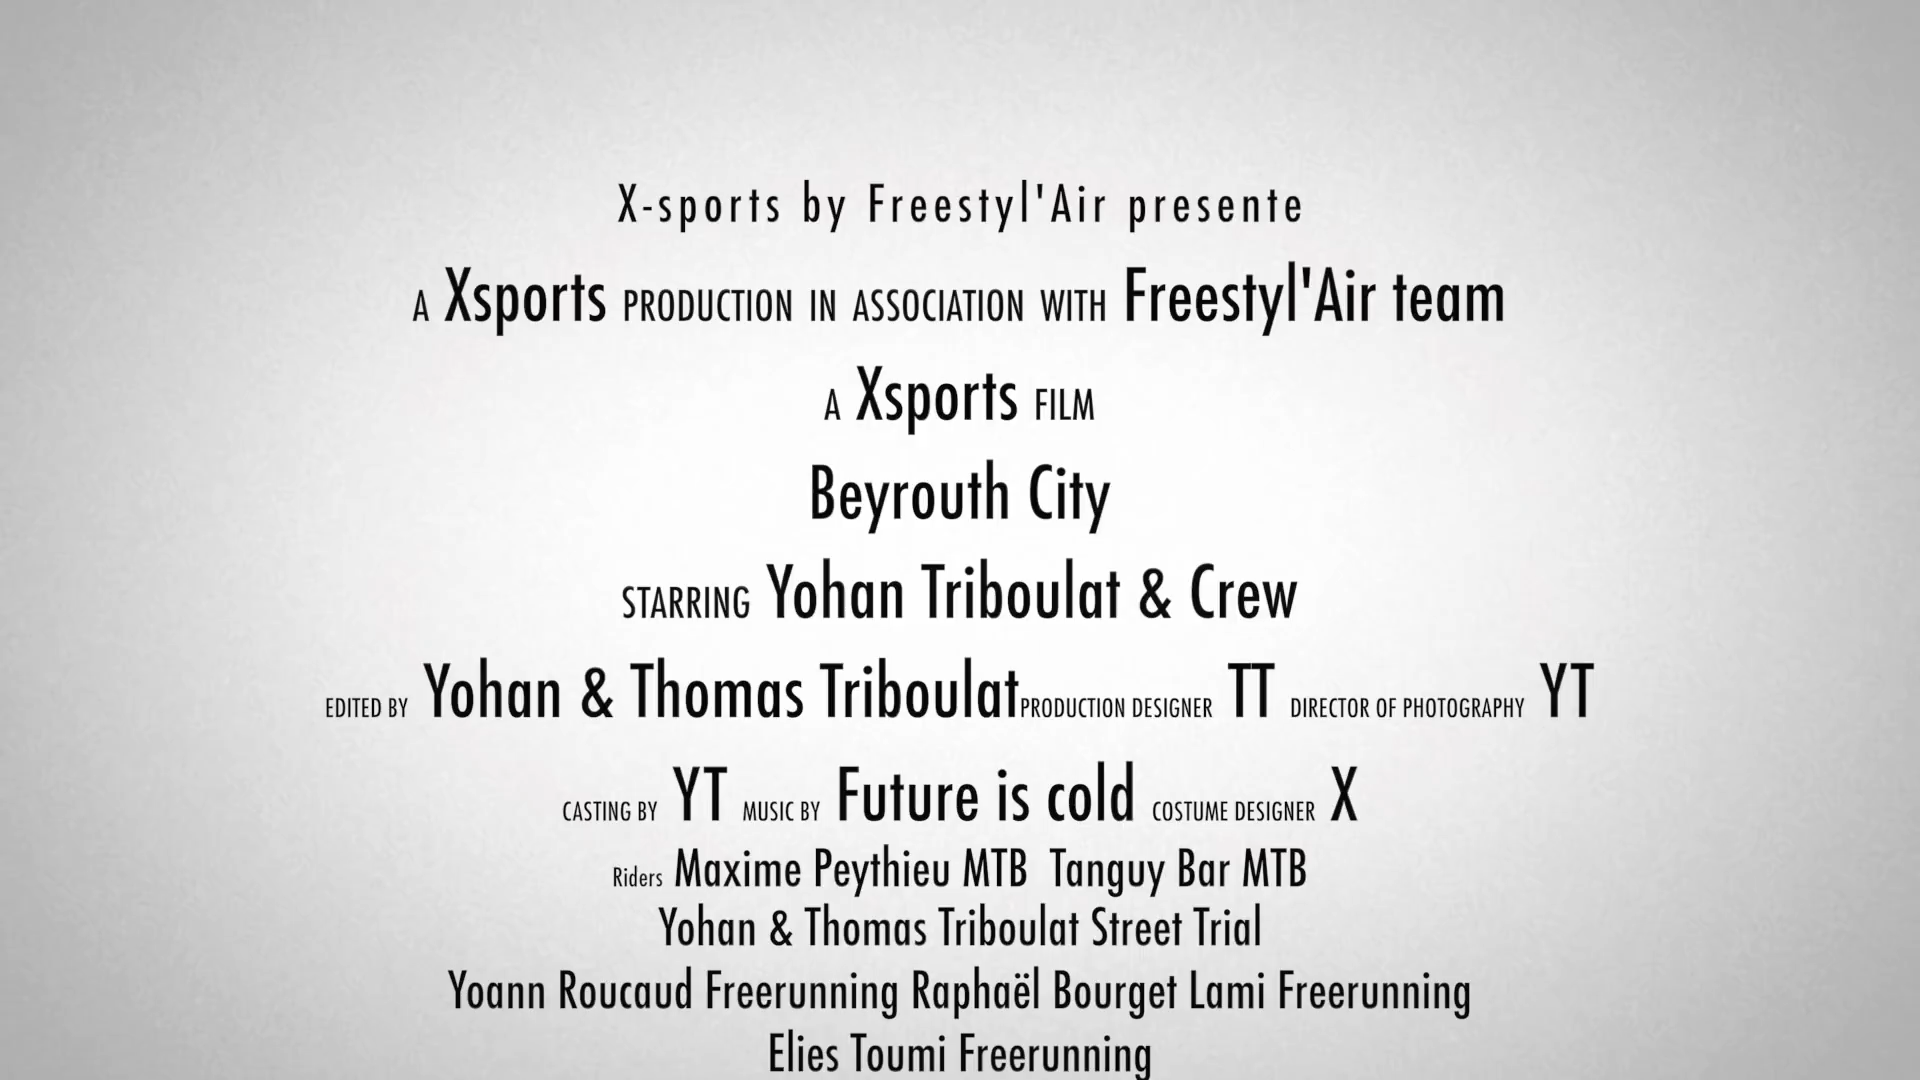 X-sports by Freestyl'Air presente
A Xsports PRODUCTION IN ASSOCIATION WITH Freestyl'Air team
A Xsports FILM
Beyrouth City
STARRING Yohan Triboulat & Crew
EDITED BY Yohan & Thomas Triboulat PRODUCTION DESIGNER TT DIRECTOR OF PHOTOGRAPHY YT
CASTING BY YT MUSIC BY Future is cold COSTUME DESIGNER X
Riders Maxime Peythieu MTB Tanguy Bar MTB
Yohan & Thomas Triboulat Street Trial
Yoann Roucaud Freerunning Raphaël Bourget Lami Freerunning
Elies Toumi Freerunning